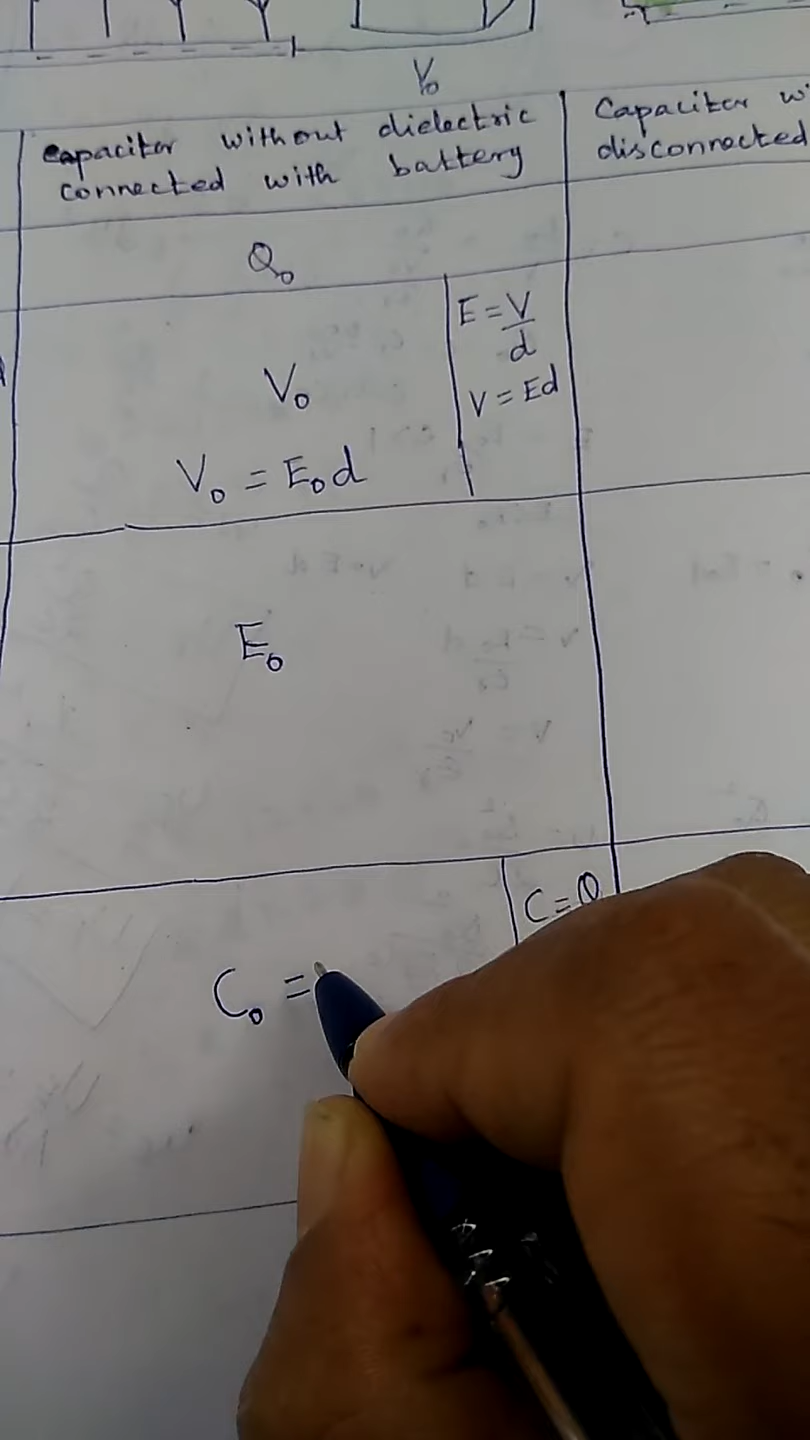 V₀
Capacitor without dielectric
connected with battery
Capacitor
disconnected
Q₀
E = V/d
V = Ed
V₀
V₀ = E₀d
E₀
C = Q
C₀ =